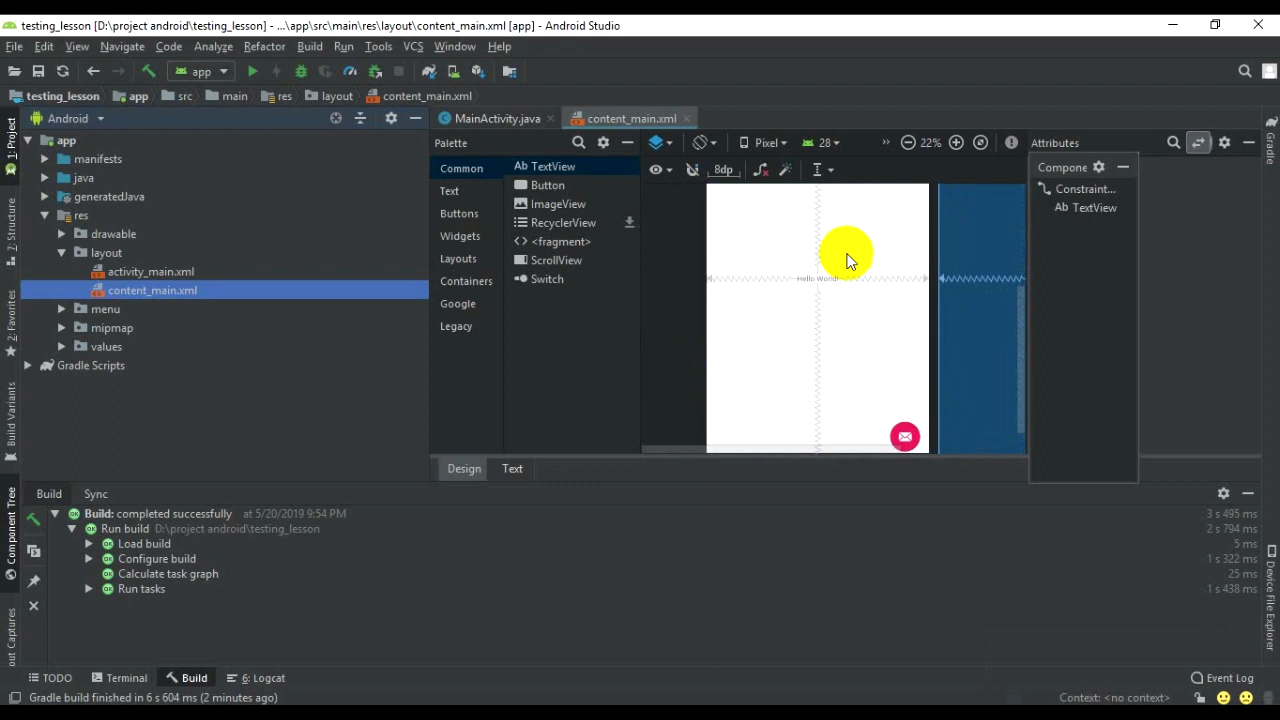 testing_lesson [D:\project android\testing_lesson] - ...\app\src\main\res\layout\content_main.xml [app] - Android Studio
File Edit View Navigate Code Analyze Refactor Build Run Tools VCS Window Help
app
testing_lesson app src main res layout content_main.xml
Android
MainActivity.java content_main.xml
1: Project
Z: Structure
2: Favorites
Build Variants
Component Tree
out Captures
app
manifests
java
generatedJava
res
drawable
layout
activity_main.xml
content_main.xml
menu
mipmap
values
Gradle Scripts
Palette
Common
Text
Buttons
Widgets
Layouts
Containers
Google
Legacy
Ab TextView
Button
ImageView
RecyclerView
<fragment>
ScrollView
Switch
Pixel 28 22%
8dp
Hello World!
Attributes
Compone
Constraint...
Ab TextView
Gradle
Device File Explorer
Design Text
Build Sync
Build: completed successfully at 5/20/2019 9:54 PM 3 s 495 ms
Run build D:\project android\testing_lesson 2 s 794 ms
Load build 5 ms
Configure build 1 s 322 ms
Calculate task graph 25 ms
Run tasks 1 s 438 ms
TODO Terminal Build 6: Logcat Event Log
Gradle build finished in 6 s 604 ms (2 minutes ago) Context: <no context>